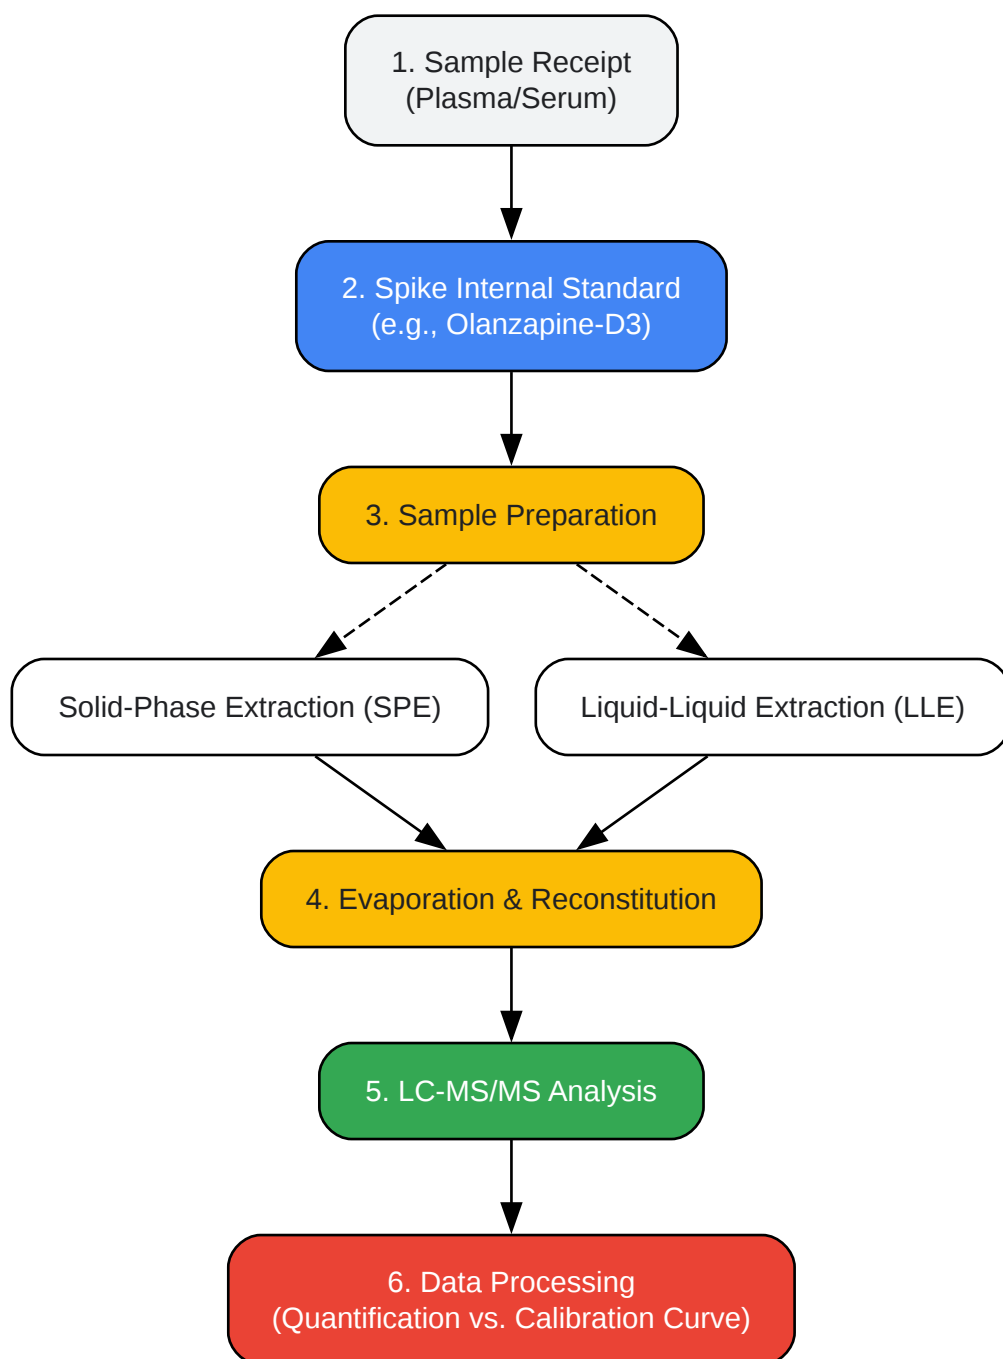 1. Sample Receipt
(Plasma/Serum)
2. Spike Internal Standard
(e.g., Olanzapine-D3)
3. Sample Preparation
Solid-Phase Extraction (SPE)
Liquid-Liquid Extraction (LLE)
4. Evaporation & Reconstitution
5. LC-MS/MS Analysis
6. Data Processing
(Quantification vs. Calibration Curve)